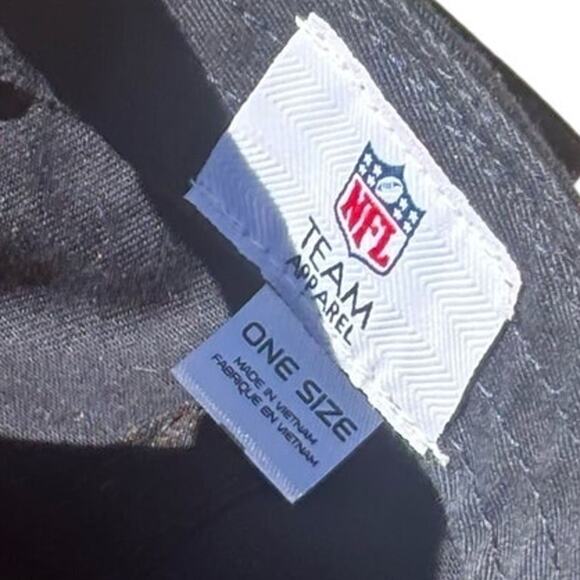 NFL
TEAM
APPAREL
ONE SIZE
MADE IN VIETNAM
FABRIQUE EN VIETNAM